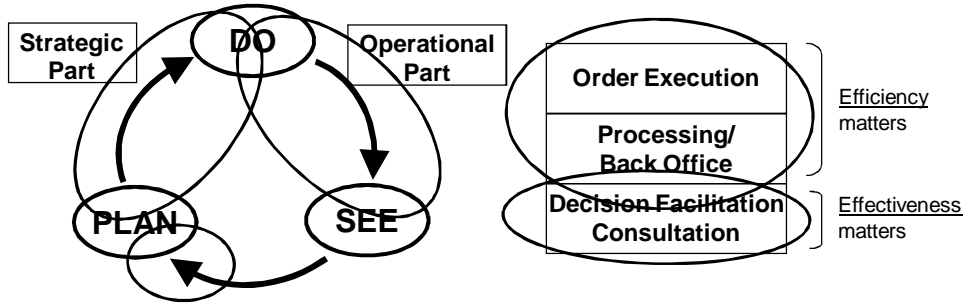 Strategic
Part
DO
Operational
Part
PLAN
SEE
Order Execution
Processing/
Back Office
Decision Facilitation
Consultation
Efficiency
matters
Effectiveness
matters